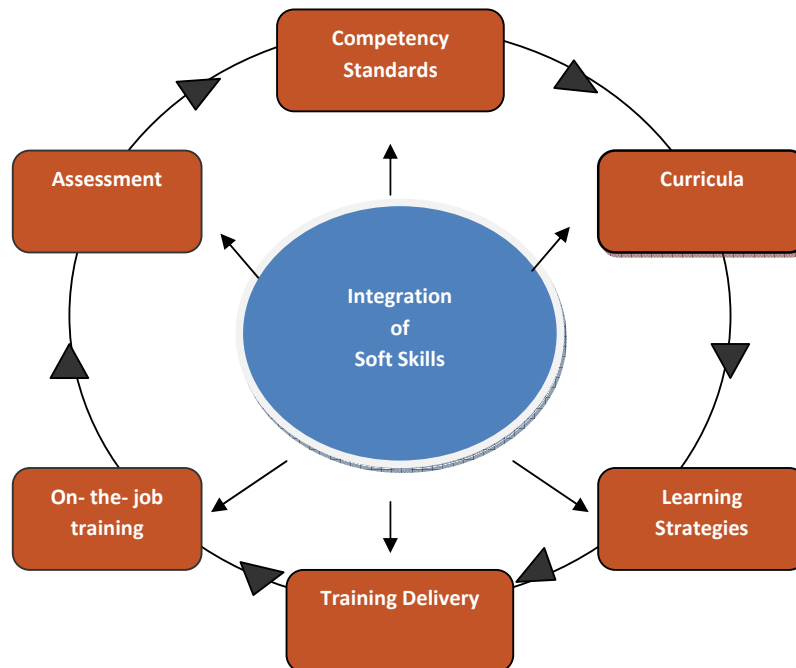 Competency
Standards
Assessment
Curricula
Integration
of
Soft Skills
On- the- job
training
Learning
Strategies
Training Delivery